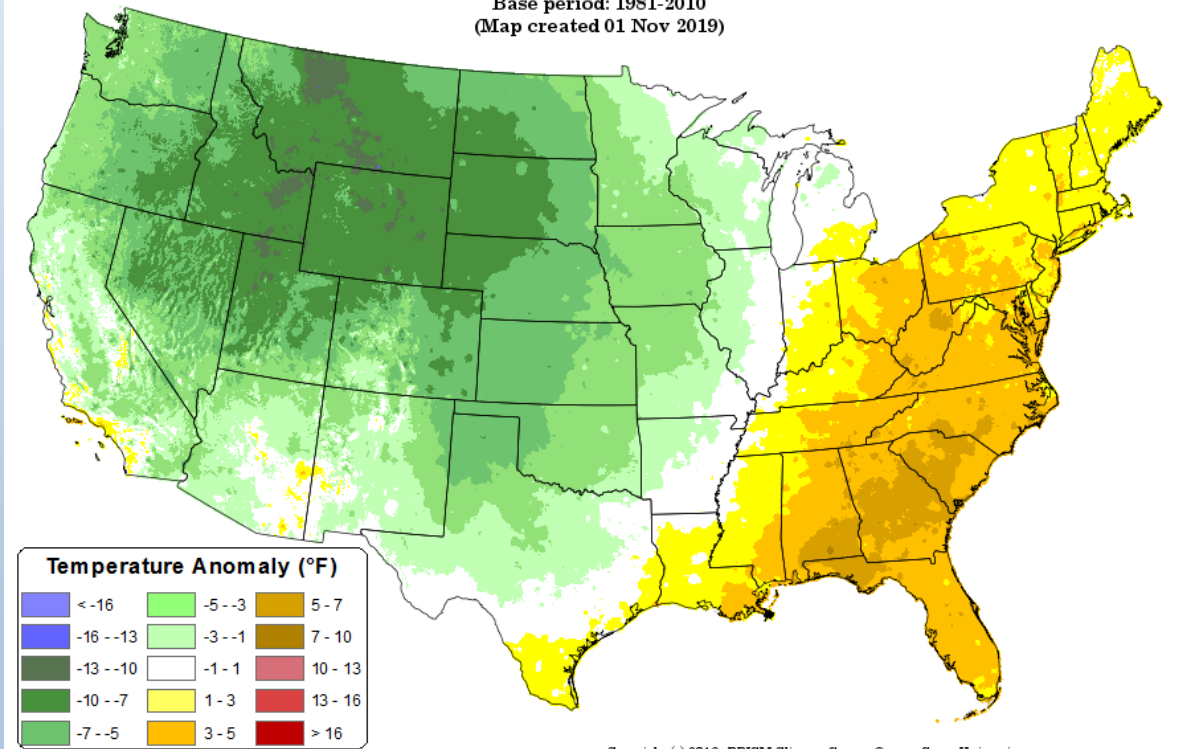 Base period: 1981-2010
(Map created 01 Nov 2019)
Temperature Anomaly (°F)
< -16
-5 - -3
5 - 7
-16 - -13
-3 - -1
7 - 10
-13 - -10
-1 - 1
10 - 13
-10 - -7
1 - 3
13 - 16
-7 - -5
3 - 5
> 16